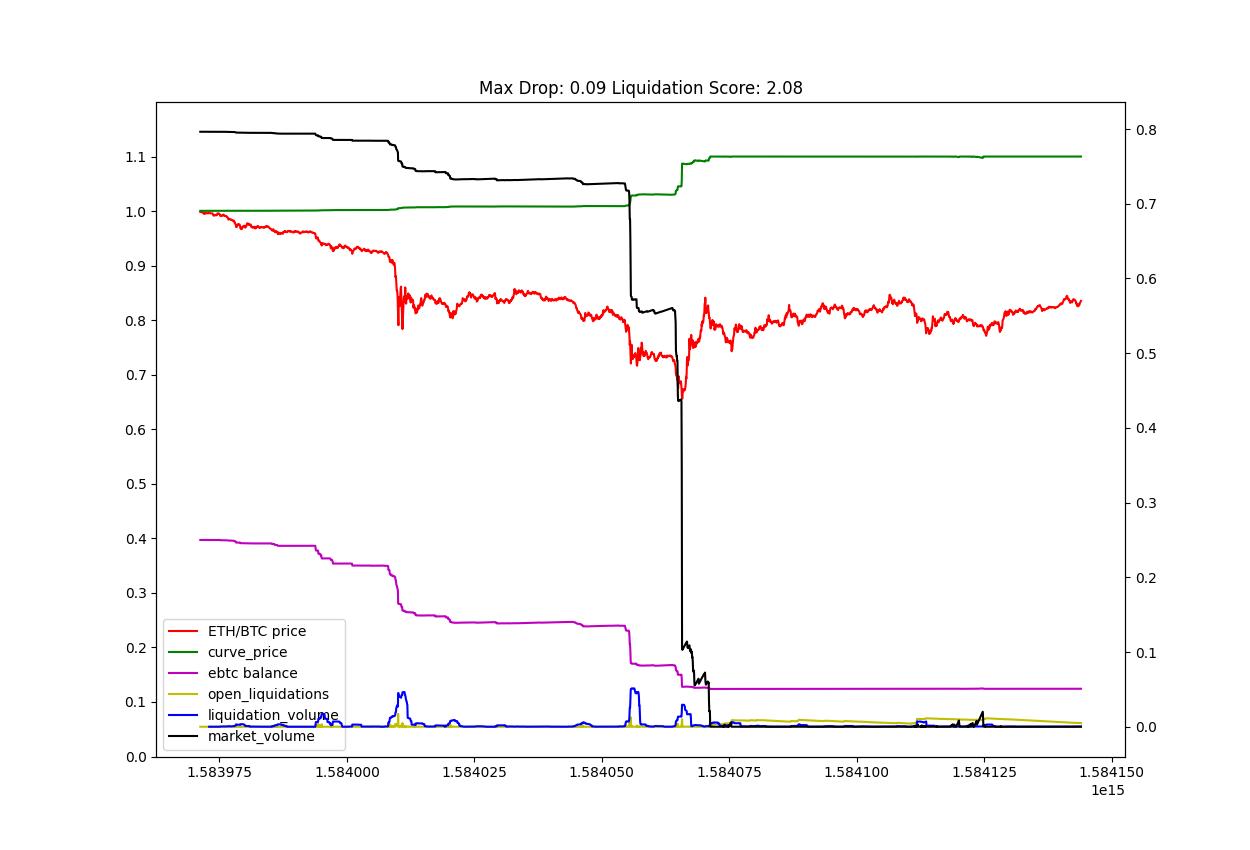 Max Drop: 0.09 Liquidation Score: 2.08
1.1
1.0
0.9
0.8
0.7
0.6
0.5
0.4
0.3
0.2
0.1
0.0
0.8
0.7
0.6
0.5
0.4
0.3
0.2
0.1
0.0
ETH/BTC price
curve_price
ebtc balance
open_liquidations
liquidation_volume
market_volume
1.583975 1.584000 1.584025 1.584050 1.584075 1.584100 1.584125 1.584150
1e15